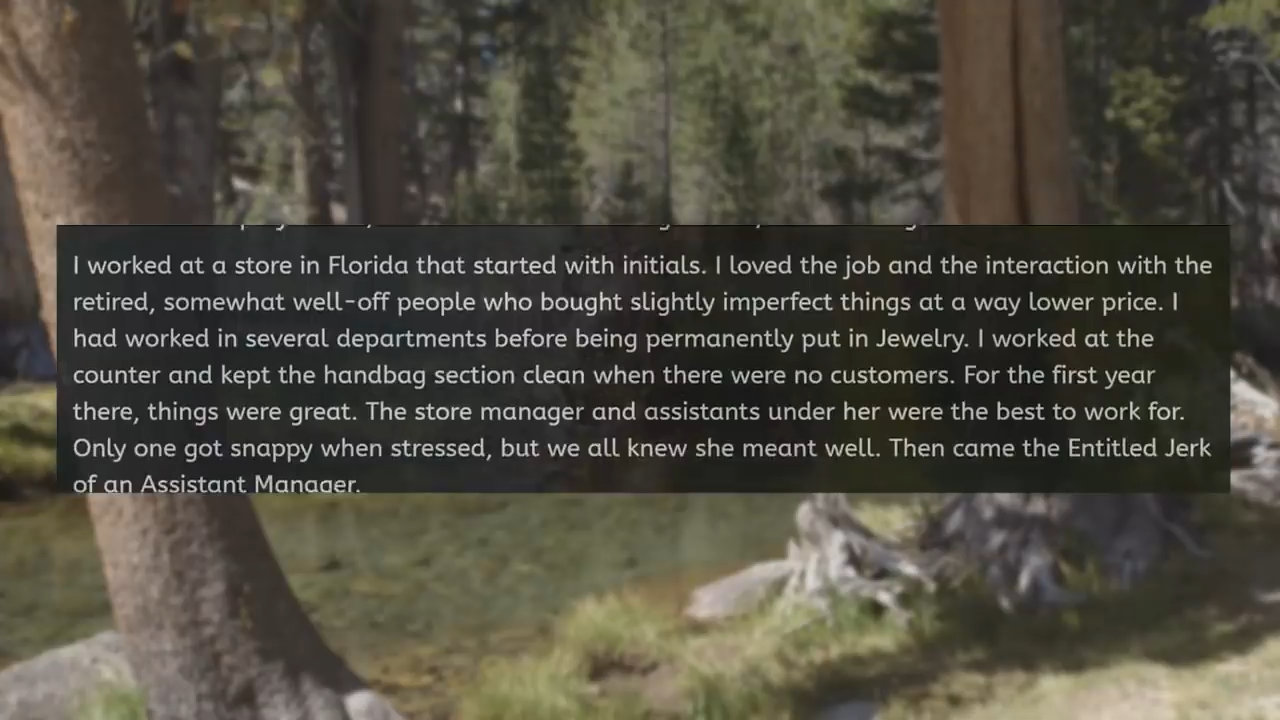 I worked at a store in Florida that started with initials. I loved the job and the interaction with the
retired, somewhat well-off people who bought slightly imperfect things at a way lower price. I
had worked in several departments before being permanently put in Jewelry. I worked at the
counter and kept the handbag section clean when there were no customers. For the first year
there, things were great. The store manager and assistants under her were the best to work for.
Only one got snappy when stressed, but we all knew she meant well. Then came the Entitled Jerk
of an Assistant Manager.